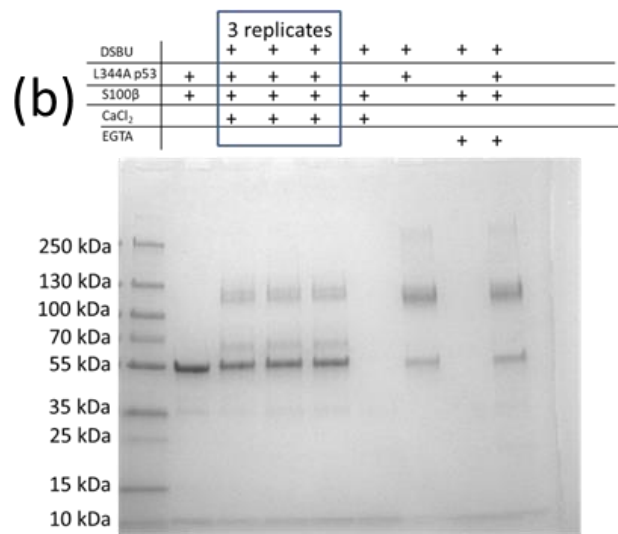 3 replicates
DSBU + + + + + + +
L344A p53 + + + + + +
S100β + + + + + + +
CaCl₂ + + + +
EGTA + +
(b)
250 kDa
130 kDa
100 kDa
70 kDa
55 kDa
35 kDa
25 kDa
15 kDa
10 kDa